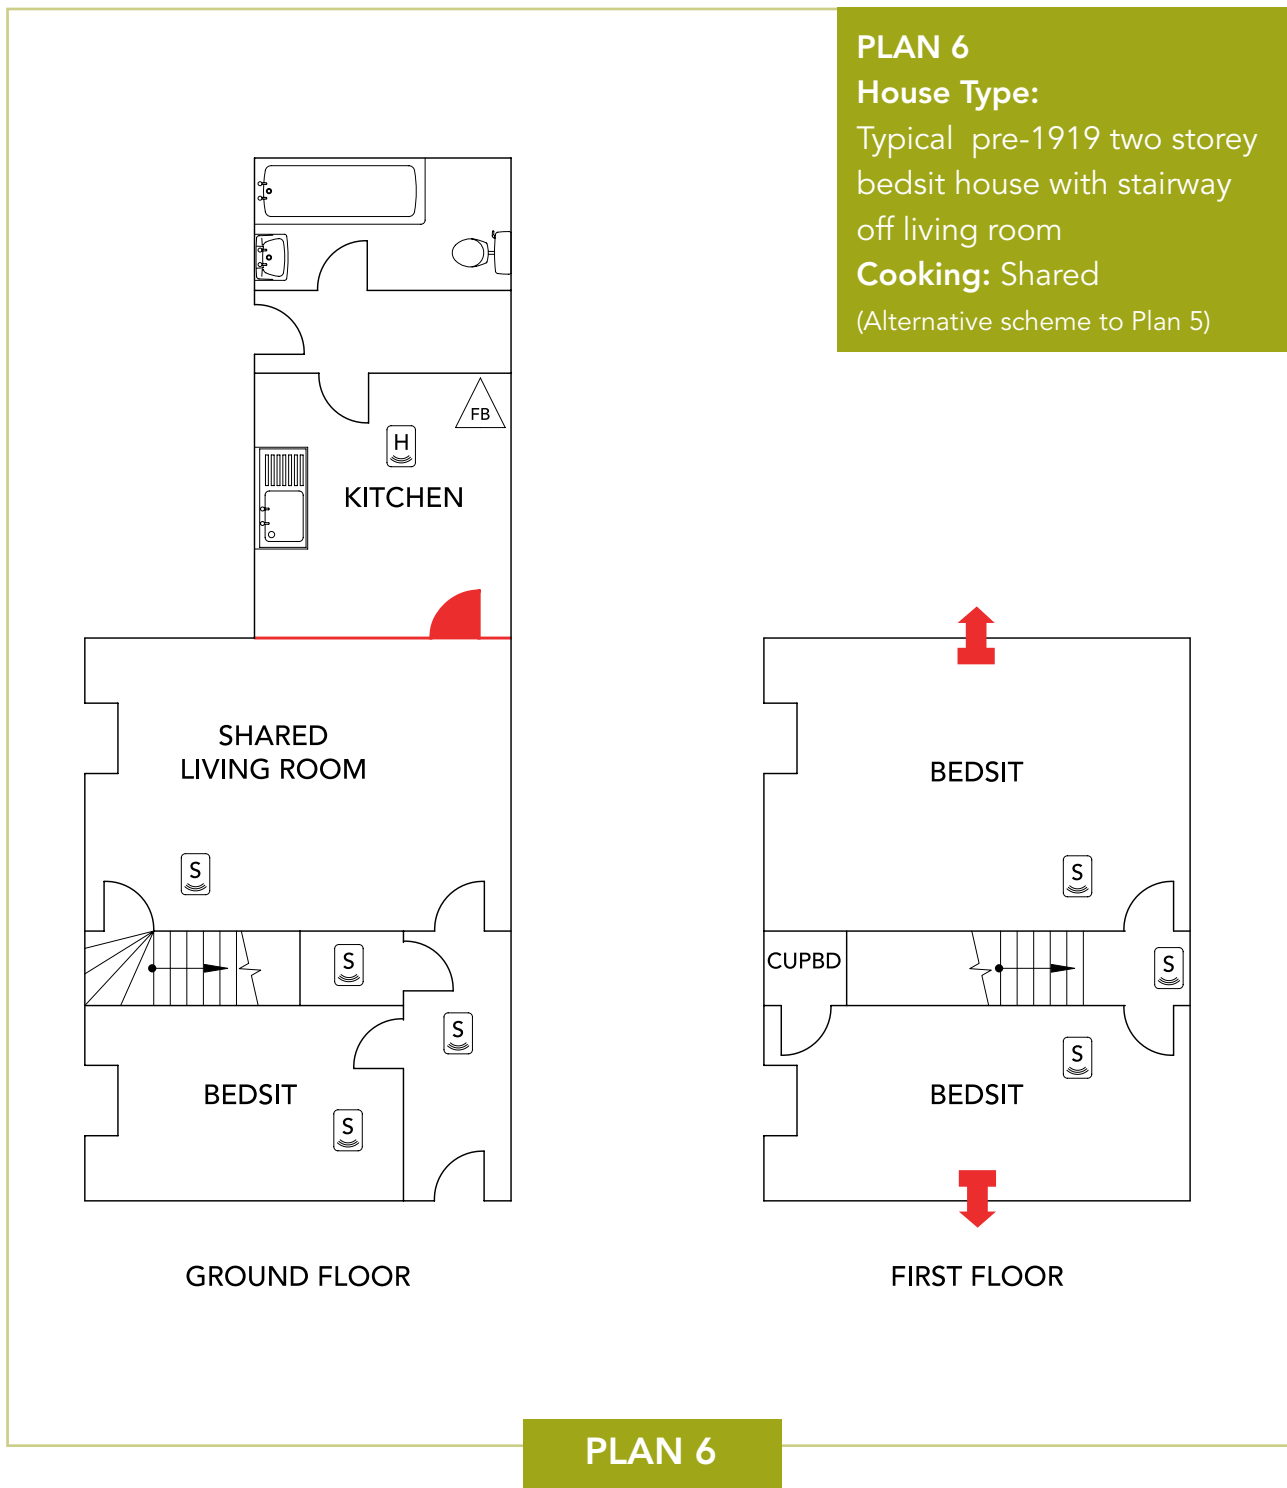 PLAN 6
House Type:
Typical pre-1919 two storey
bedsit house with stairway
off living room
Cooking: Shared
(Alternative scheme to Plan 5)
FB
H
KITCHEN
SHARED
LIVING ROOM
S
S
S
BEDSIT
S
GROUND FLOOR
BEDSIT
S
CUPBD
S
S
BEDSIT
FIRST FLOOR
PLAN 6